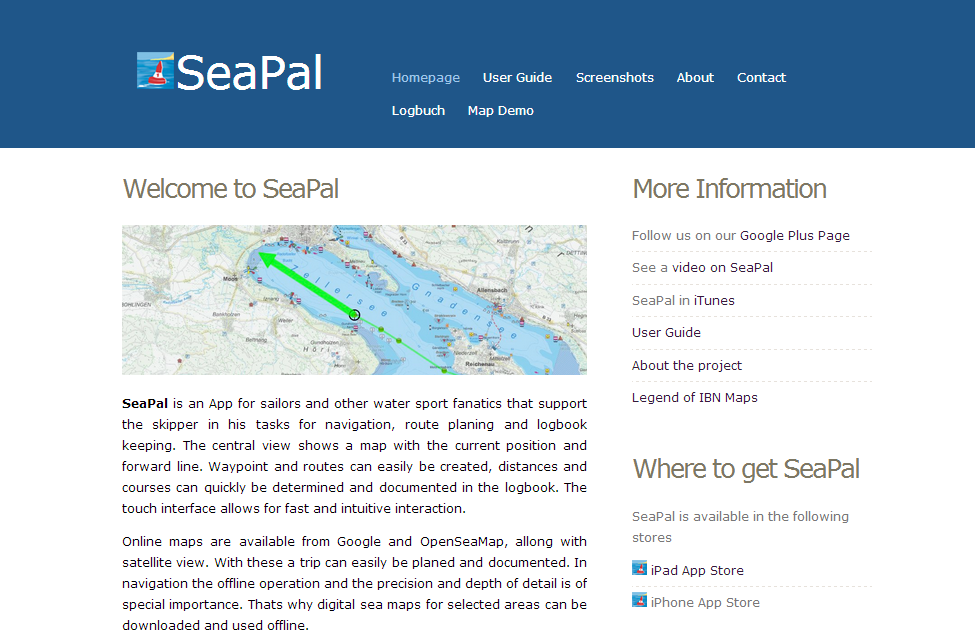 SeaPal
Homepage User Guide Screenshots About Contact
Logbuch Map Demo
Welcome to SeaPal
Moos
Zellersee
Gnadensee
Allensbach
Höri
Reichenau
SeaPal is an App for sailors and other water sport fanatics that support
the skipper in his tasks for navigation, route planing and logbook
keeping. The central view shows a map with the current position and
forward line. Waypoint and routes can easily be created, distances and
courses can quickly be determined and documented in the logbook. The
touch interface allows for fast and intuitive interaction.
Online maps are available from Google and OpenSeaMap, allong with
satellite view. With these a trip can easily be planed and documented. In
navigation the offline operation and the precision and depth of detail is of
special importance. Thats why digital sea maps for selected areas can be
downloaded and used offline.
More Information
Follow us on our Google Plus Page
See a video on SeaPal
SeaPal in iTunes
User Guide
About the project
Legend of IBN Maps
Where to get SeaPal
SeaPal is available in the following
stores
iPad App Store
iPhone App Store